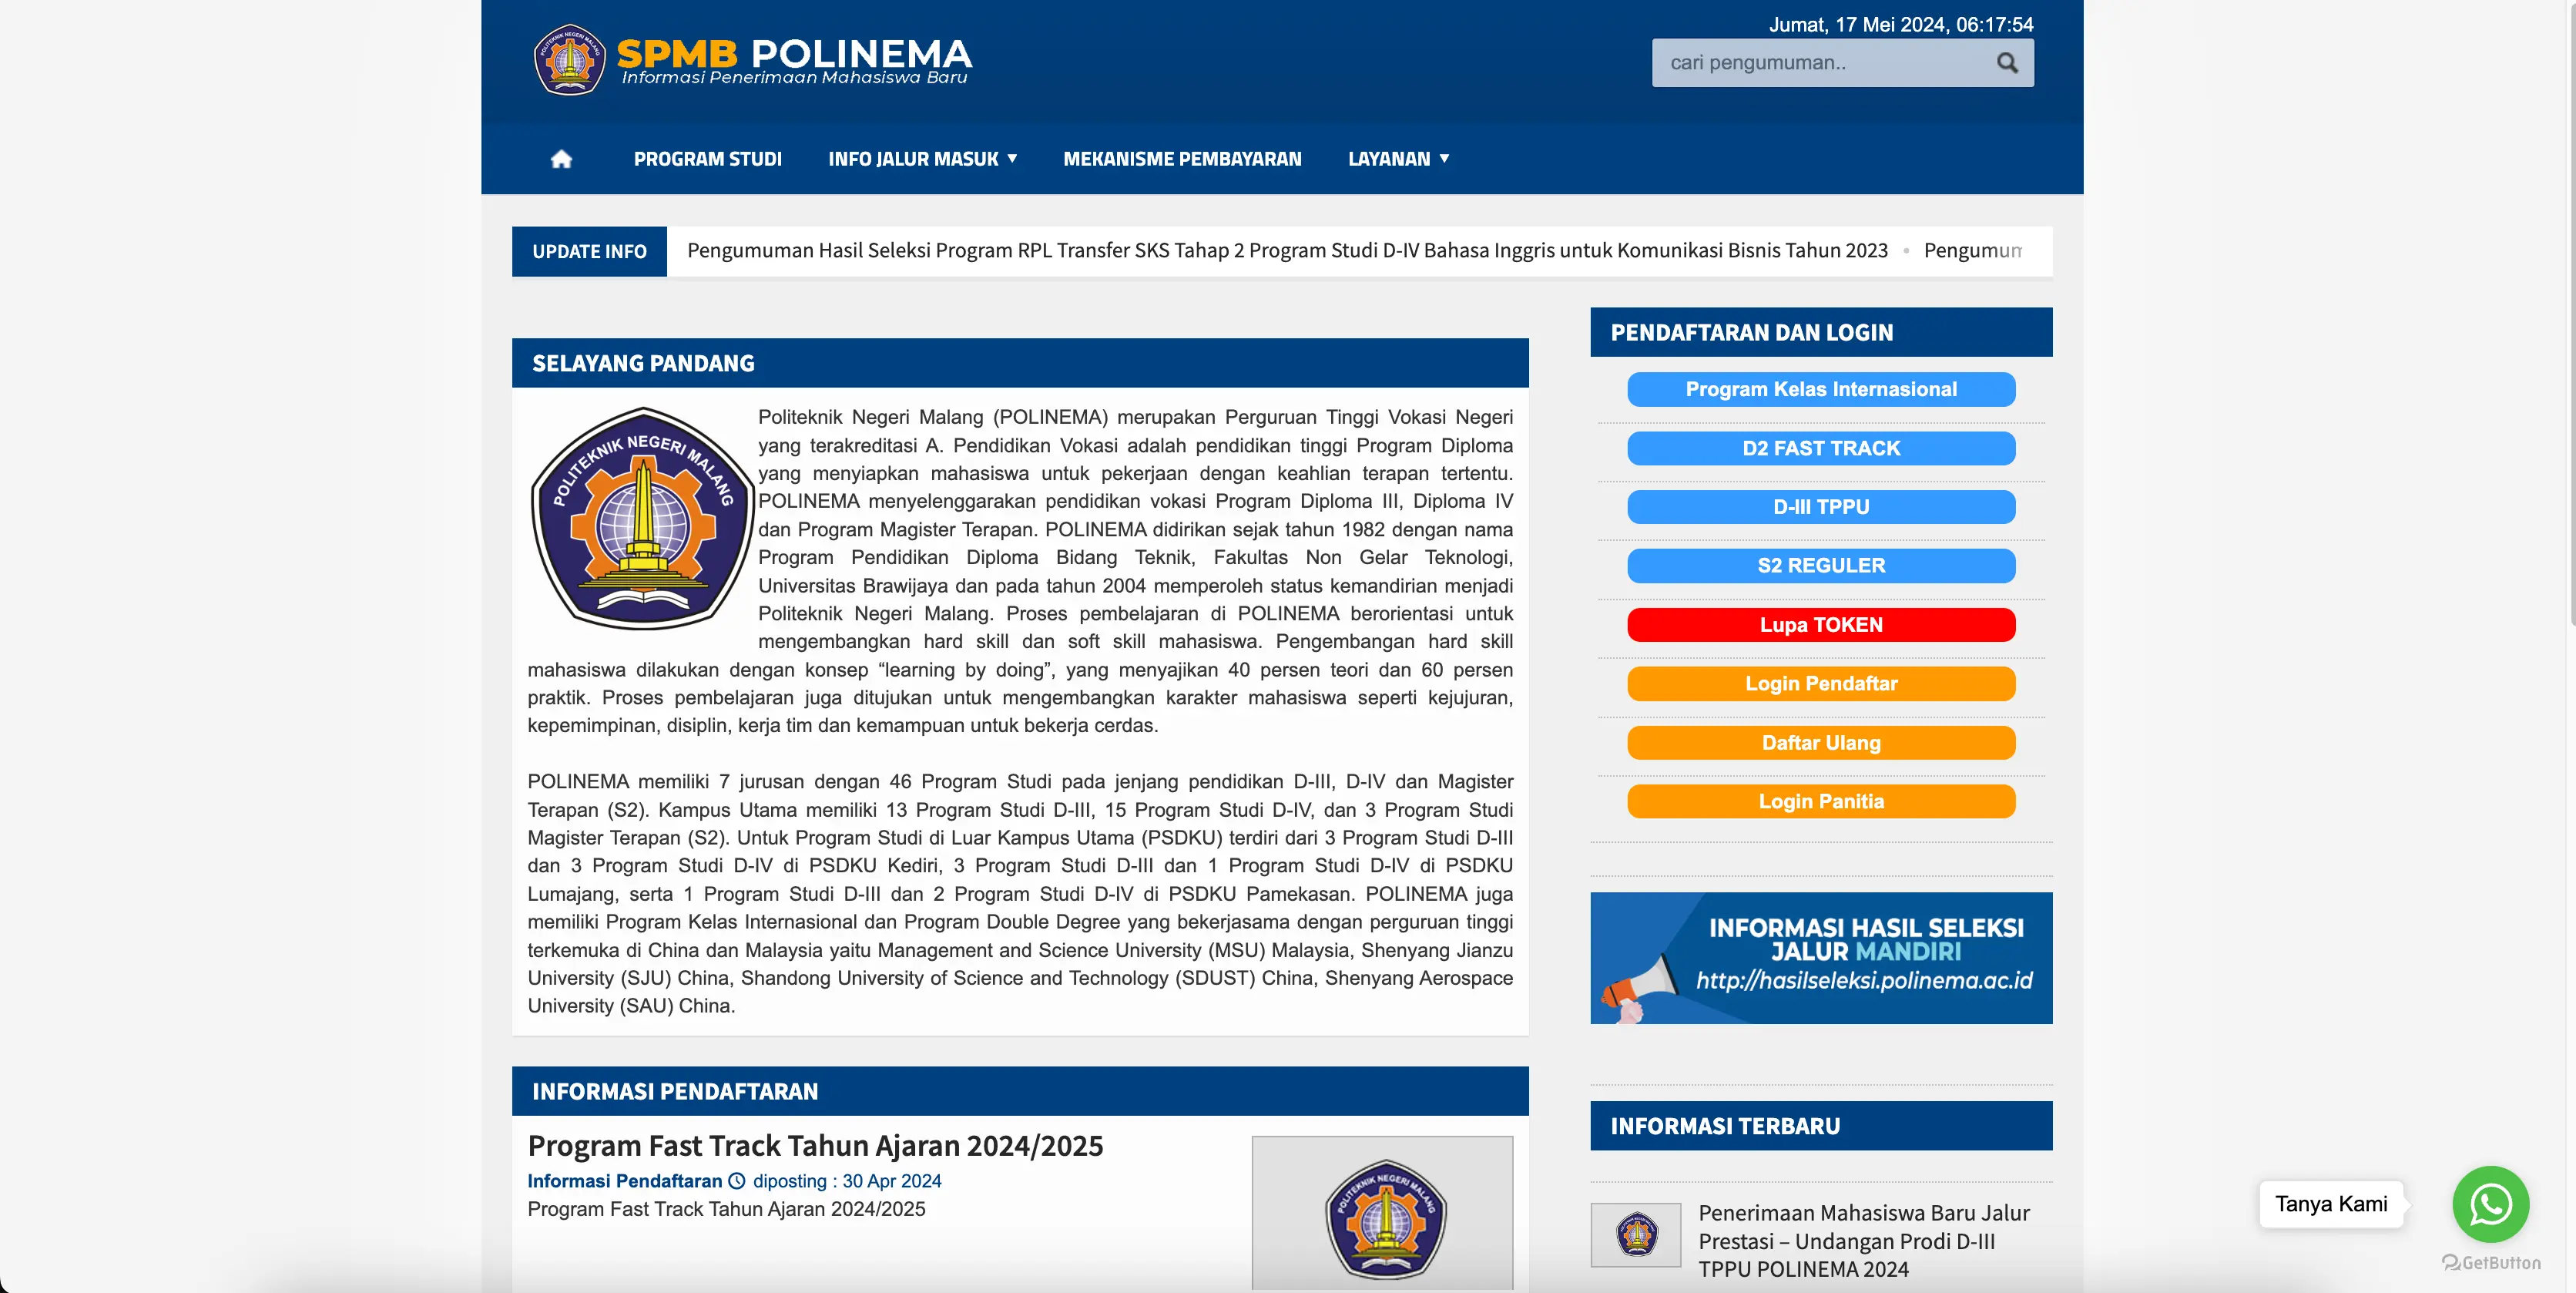 Jumat, 17 Mei 2024, 06:17:54
POLITEKNIK NEGERI MALANG
SPMB POLINEMA
Informasi Penerimaan Mahasiswa Baru
cari pengumuman..
PROGRAM STUDI
INFO JALUR MASUK
MEKANISME PEMBAYARAN
LAYANAN
UPDATE INFO
Pengumuman Hasil Seleksi Program RPL Transfer SKS Tahap 2 Program Studi D-IV Bahasa Inggris untuk Komunikasi Bisnis Tahun 2023 • Pengumum
SELAYANG PANDANG
POLITEKNIK NEGERI MALANG
Politeknik Negeri Malang (POLINEMA) merupakan Perguruan Tinggi Vokasi Negeri
yang terakreditasi A. Pendidikan Vokasi adalah pendidikan tinggi Program Diploma
yang menyiapkan mahasiswa untuk pekerjaan dengan keahlian terapan tertentu.
POLINEMA menyelenggarakan pendidikan vokasi Program Diploma III, Diploma IV
dan Program Magister Terapan. POLINEMA didirikan sejak tahun 1982 dengan nama
Program Pendidikan Diploma Bidang Teknik, Fakultas Non Gelar Teknologi,
Universitas Brawijaya dan pada tahun 2004 memperoleh status kemandirian menjadi
Politeknik Negeri Malang. Proses pembelajaran di POLINEMA berorientasi untuk
mengembangkan hard skill dan soft skill mahasiswa. Pengembangan hard skill
mahasiswa dilakukan dengan konsep “learning by doing”, yang menyajikan 40 persen teori dan 60 persen
praktik. Proses pembelajaran juga ditujukan untuk mengembangkan karakter mahasiswa seperti kejujuran,
kepemimpinan, disiplin, kerja tim dan kemampuan untuk bekerja cerdas.
POLINEMA memiliki 7 jurusan dengan 46 Program Studi pada jenjang pendidikan D-III, D-IV dan Magister
Terapan (S2). Kampus Utama memiliki 13 Program Studi D-III, 15 Program Studi D-IV, dan 3 Program Studi
Magister Terapan (S2). Untuk Program Studi di Luar Kampus Utama (PSDKU) terdiri dari 3 Program Studi D-III
dan 3 Program Studi D-IV di PSDKU Kediri, 3 Program Studi D-III dan 1 Program Studi D-IV di PSDKU
Lumajang, serta 1 Program Studi D-III dan 2 Program Studi D-IV di PSDKU Pamekasan. POLINEMA juga
memiliki Program Kelas Internasional dan Program Double Degree yang bekerjasama dengan perguruan tinggi
terkemuka di China dan Malaysia yaitu Management and Science University (MSU) Malaysia, Shenyang Jianzu
University (SJU) China, Shandong University of Science and Technology (SDUST) China, Shenyang Aerospace
University (SAU) China.
INFORMASI PENDAFTARAN
Program Fast Track Tahun Ajaran 2024/2025
Informasi Pendaftaran diposting : 30 Apr 2024
Program Fast Track Tahun Ajaran 2024/2025
POLITEKNIK NEGERI MALANG
PENDAFTARAN DAN LOGIN
Program Kelas Internasional
D2 FAST TRACK
D-III TPPU
S2 REGULER
Lupa TOKEN
Login Pendaftar
Daftar Ulang
Login Panitia
INFORMASI HASIL SELEKSI
JALUR MANDIRI
http://hasilseleksi.polinema.ac.id
INFORMASI TERBARU
Penerimaan Mahasiswa Baru Jalur
Prestasi – Undangan Prodi D-III
TPPU POLINEMA 2024
Tanya Kami
GetButton